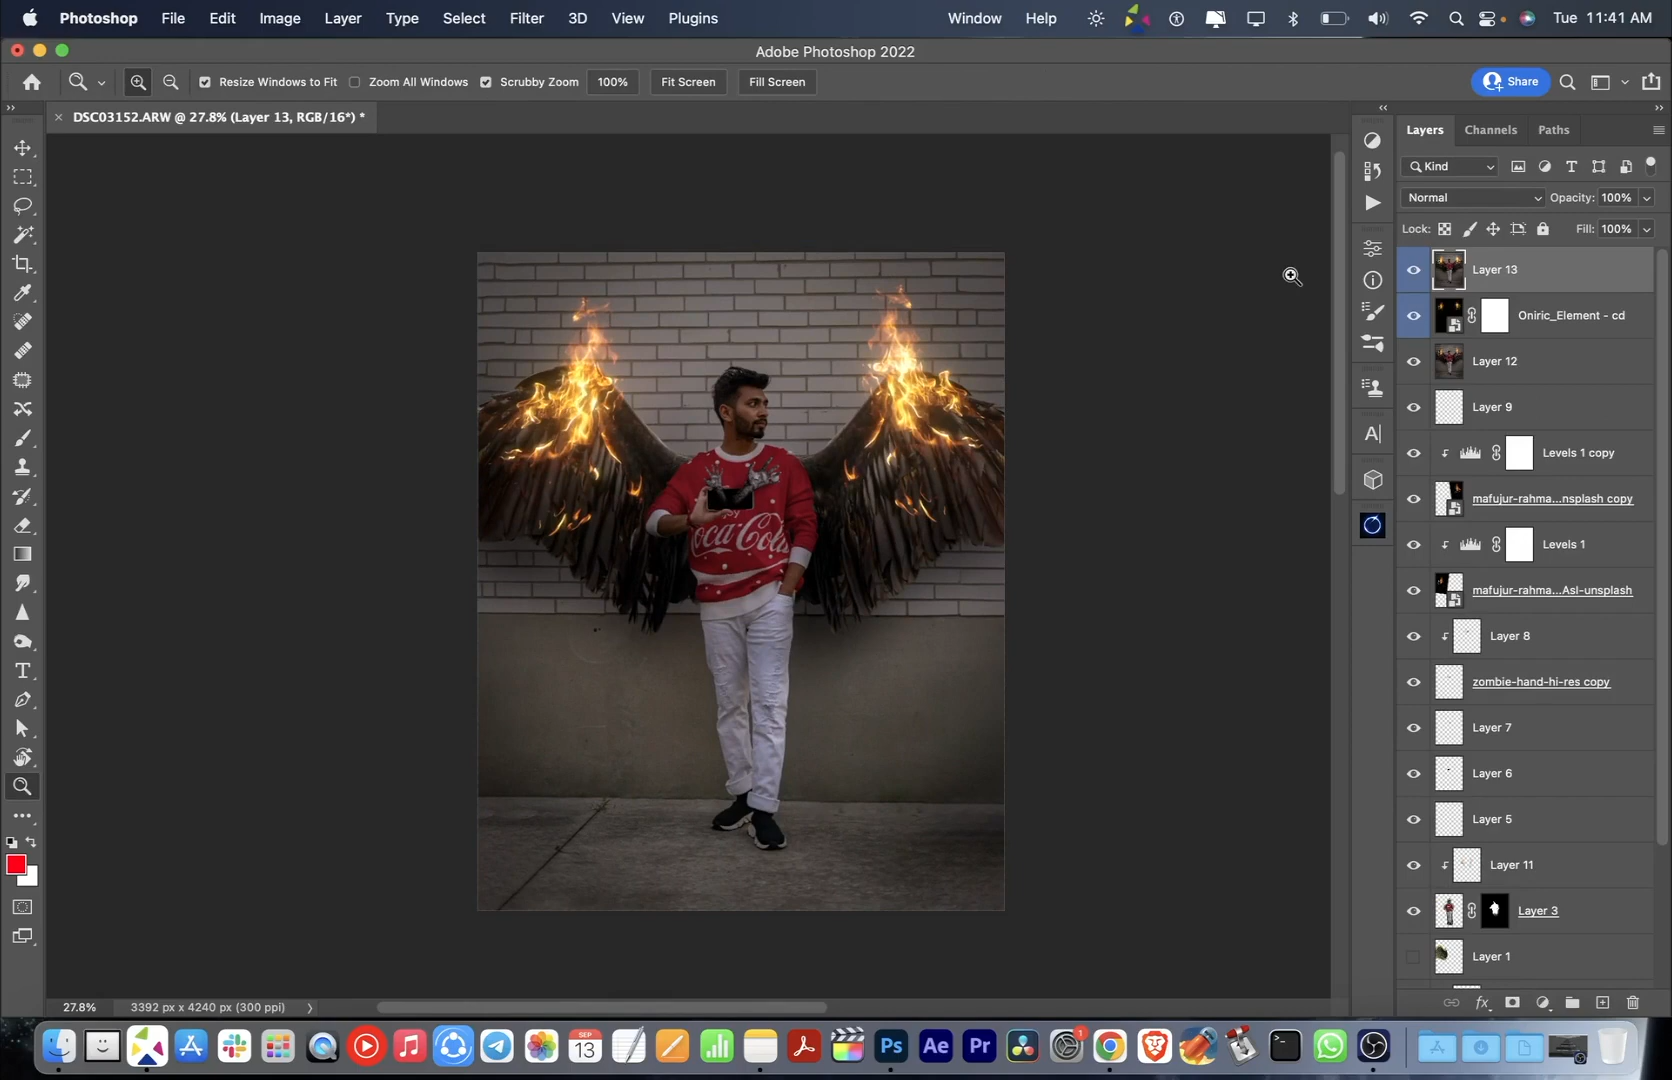 Photoshop File Edit Image Layer Type Select Filter 3D View Plugins Window Help Tue 11:41 AM
Adobe Photoshop 2022
Resize Windows to Fit Zoom All Windows Scrubby Zoom 100% Fit Screen Fill Screen Share
DSC03152.ARW @ 27.8% (Layer 13, RGB/16*) *
Layers Channels Paths
Kind
Normal Opacity: 100%
Lock: Fill: 100%
Layer 13
Oniric_Element - cd
Layer 12
Layer 9
Levels 1 copy
mafujur-rahma...nsplash copy
Levels 1
mafujur-rahma...Asl-unsplash
Layer 8
zombie-hand-hi-res copy
Layer 7
Layer 6
Layer 5
Layer 11
Layer 3
Layer 1
Coca-Cola
27.8% 3392 px x 4240 px (300 ppi)
SEP
13
Ps Ae Pr
1